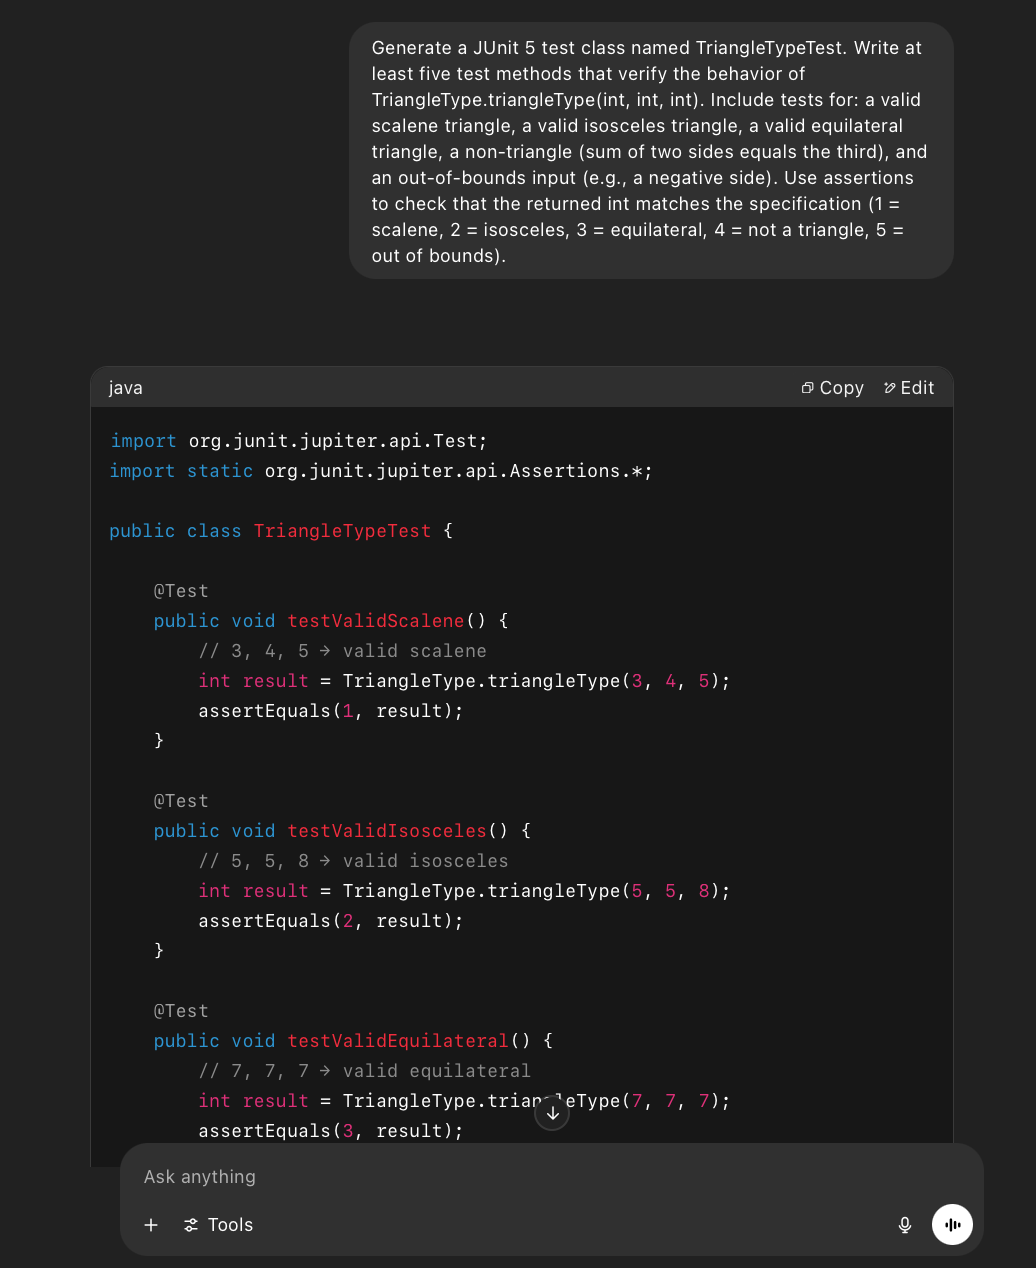 Generate a JUnit 5 test class named TriangleTypeTest. Write at
least five test methods that verify the behavior of
TriangleType.triangleType(int, int, int). Include tests for: a valid
scalene triangle, a valid isosceles triangle, a valid equilateral
triangle, a non-triangle (sum of two sides equals the third), and
an out-of-bounds input (e.g., a negative side). Use assertions
to check that the returned int matches the specification (1 =
scalene, 2 = isosceles, 3 = equilateral, 4 = not a triangle, 5 =
out of bounds).
java Copy Edit
import org.junit.jupiter.api.Test;
import static org.junit.jupiter.api.Assertions.*;
public class TriangleTypeTest {
@Test
public void testValidScalene() {
// 3, 4, 5 → valid scalene
int result = TriangleType.triangleType(3, 4, 5);
assertEquals(1, result);
}
@Test
public void testValidIsosceles() {
// 5, 5, 8 → valid isosceles
int result = TriangleType.triangleType(5, 5, 8);
assertEquals(2, result);
}
@Test
public void testValidEquilateral() {
// 7, 7, 7 → valid equilateral
int result = TriangleType.triangleType(7, 7, 7);
assertEquals(3, result);
Ask anything
Tools